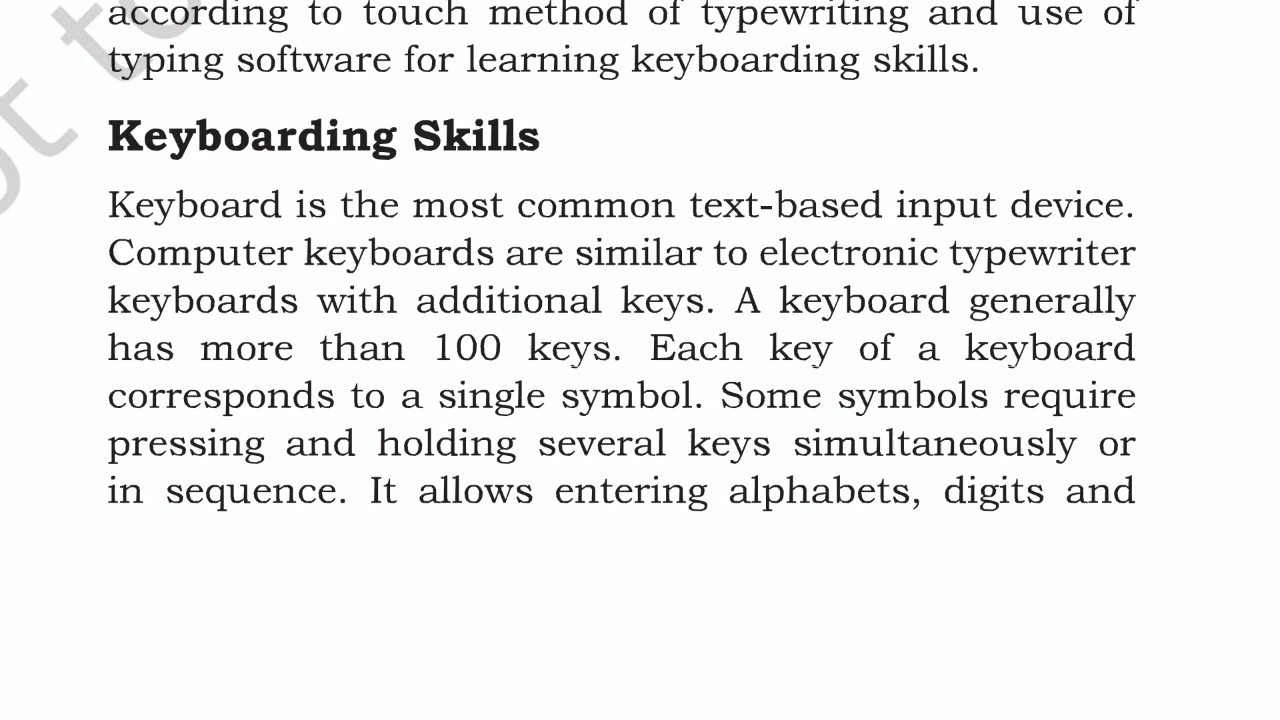 according to touch method of typewriting and use of
typing software for learning keyboarding skills.
Keyboarding Skills
Keyboard is the most common text-based input device.
Computer keyboards are similar to electronic typewriter
keyboards with additional keys. A keyboard generally
has more than 100 keys. Each key of a keyboard
corresponds to a single symbol. Some symbols require
pressing and holding several keys simultaneously or
in sequence. It allows entering alphabets, digits and